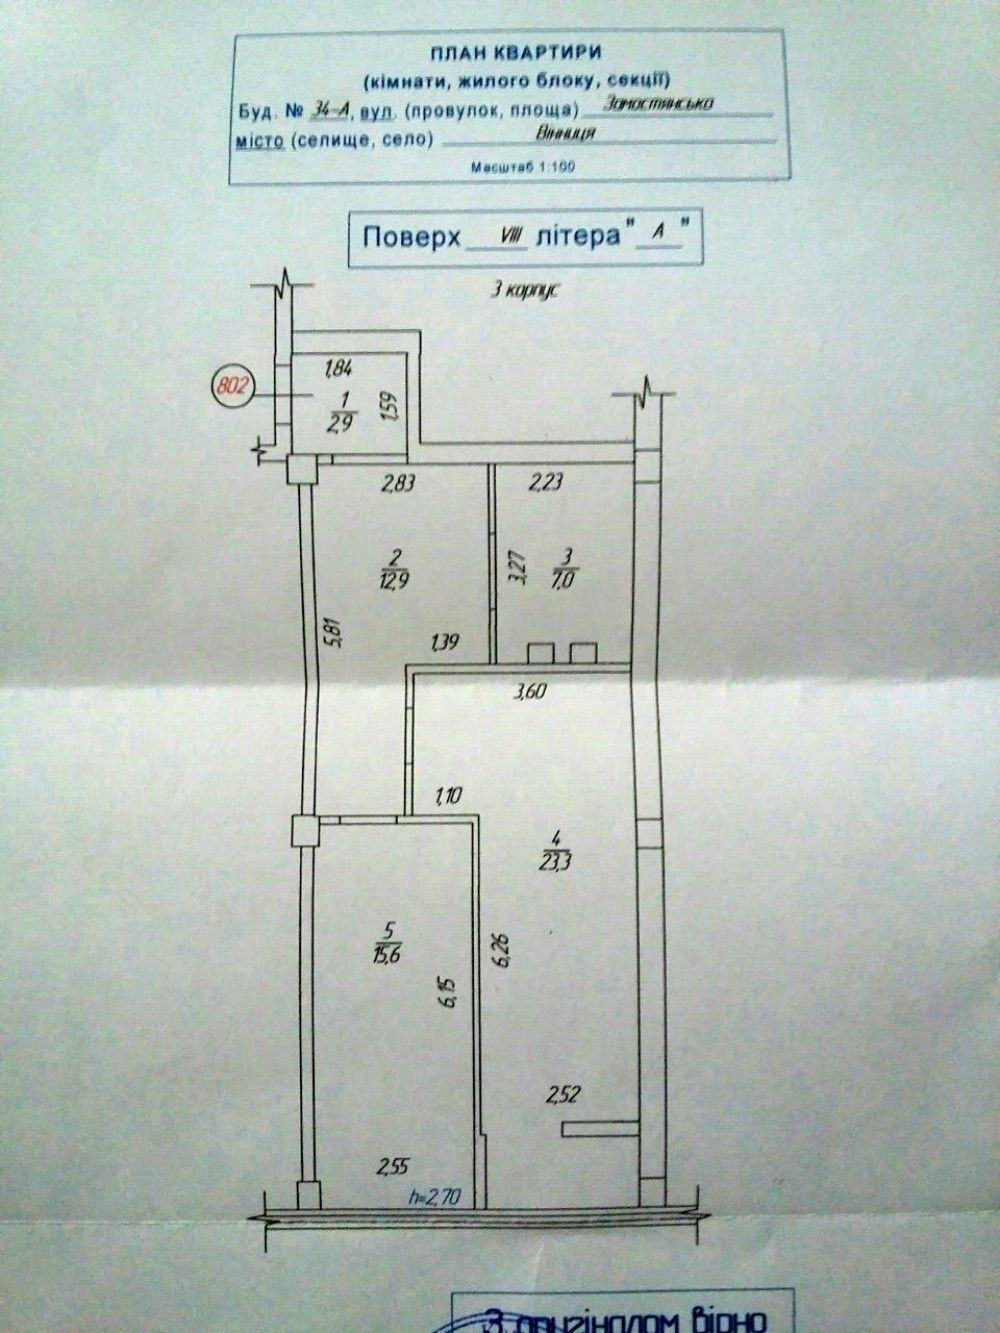 ПЛАН КВАРТИРИ
(кімнати, жилого блоку, секції)
Буд. № 34-А, вул. (провулок, площа) Замостянська
місто (селище, село) Вінниця
Масштаб 1:100
Поверх VIII літера "А"
3 корпус
1,84
802
1
2,9
1,59
2,83
2,23
2
12,9
3,27
3
7,0
5,81
1,39
3,60
1,10
4
23,3
5
15,6
6,15
6,26
2,52
2,55
h=2,70
З оригіналом вірно